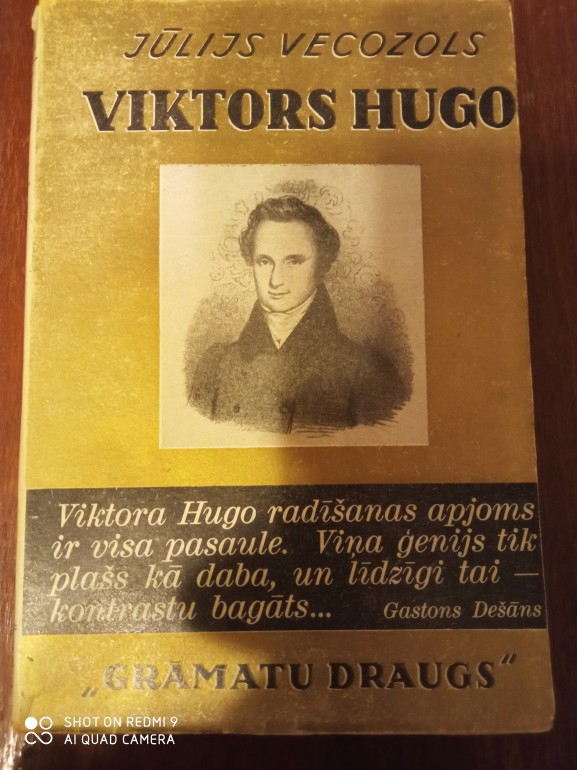 JŪLIJS VECOZOLS
VIKTORS HUGO
Viktora Hugo radīšanas apjoms
ir visa pasaule. Viņa ģenijs tik
plašs kā daba, un līdzīgi tai —
kontrastu bagāts... Gastons Dešāns
„GRĀMATU DRAUGS“
SHOT ON REDMI 9
AI QUAD CAMERA